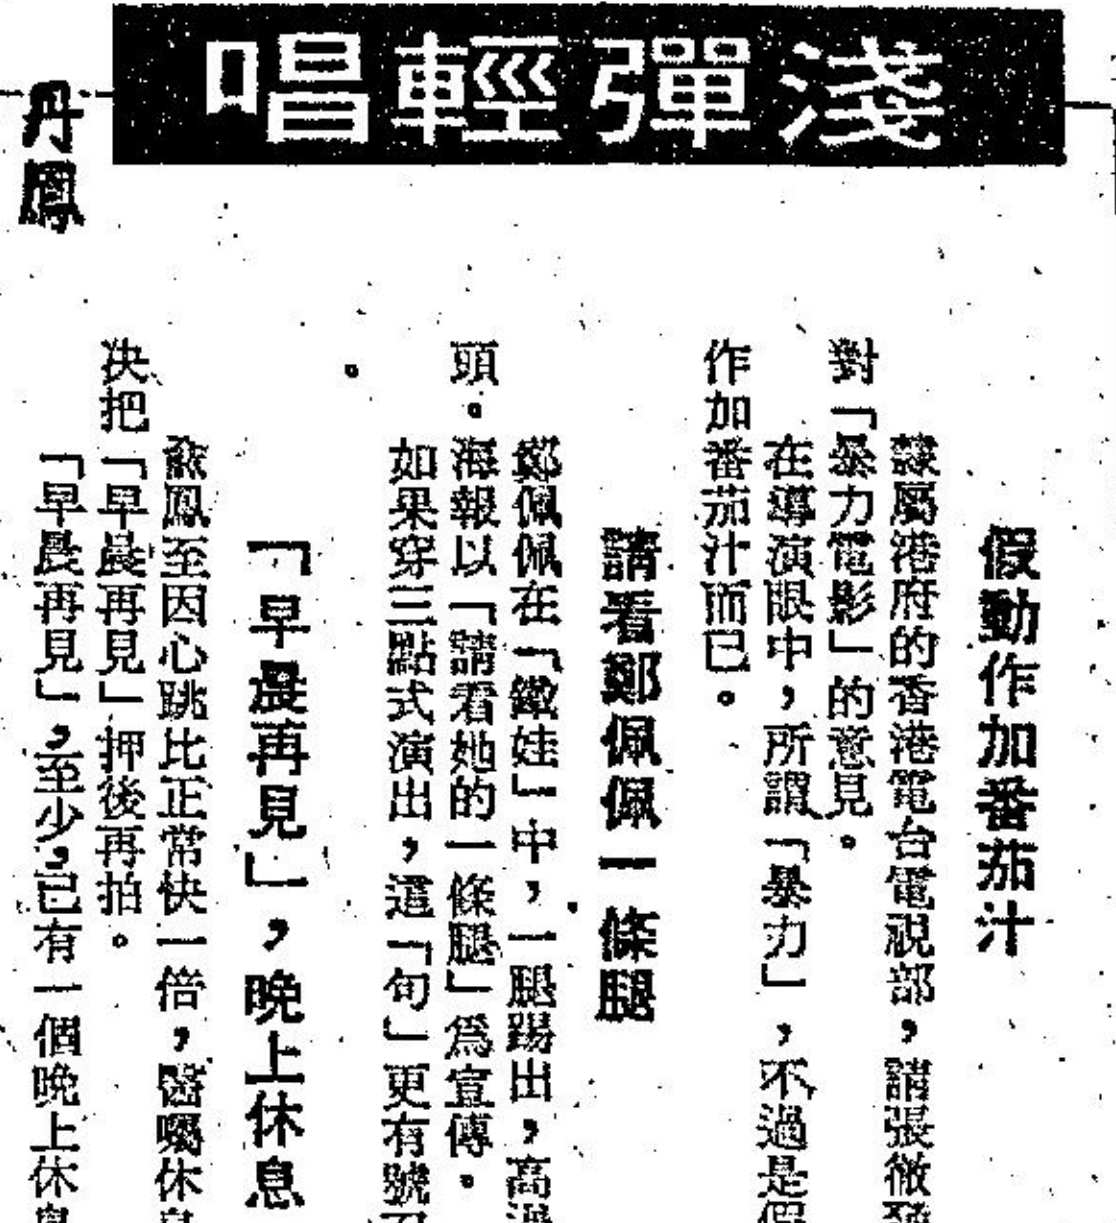 淺彈輕唱
丹鳳
假動作加番茄汁
隸屬港府的香港電台電視部，請張徹發
對「暴力電影」的意見。
在導演眼中，所謂「暴力」，不過是假
作加番茄汁而已。
請看鄭佩佩一條腿
鄭佩佩在「鐵娃」中，一腿踢出，高過
頭。海報以「請看她的一條腿」爲宣傳。
如果穿三點式演出，這「句」更有號召
。
「早晨再見」，晚上休息
俞鳳至因心跳比正常快一倍，醫囑休息
决把「早晨再見」押後再拍。
「早晨再見」，至少已有一個晚上休息